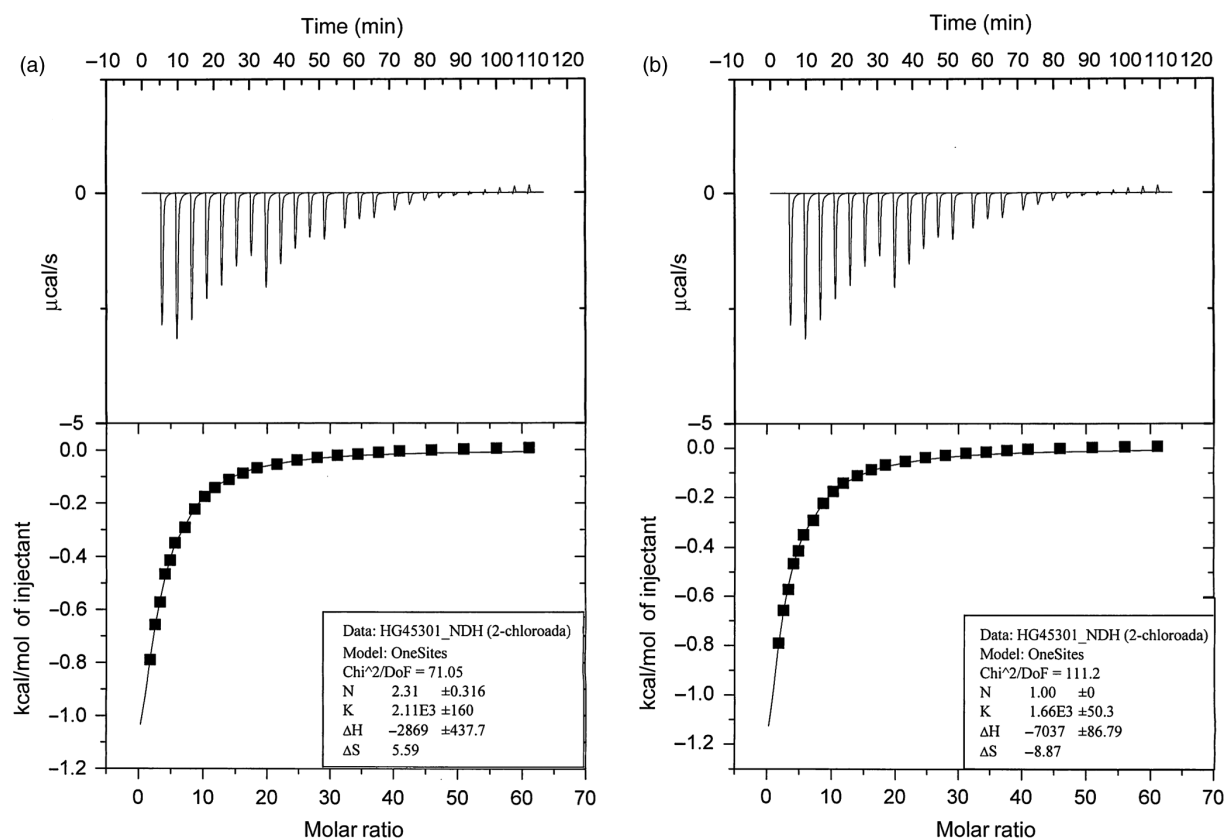 (a)
Time (min)
−10 0 10 20 30 40 50 60 70 80 90 100 110 120
0
−5
μcal/s
0.0
−0.2
−0.4
−0.6
−0.8
−1.0
−1.2
kcal/mol of injectant
Data: HG45301_NDH (2-chloroada)
Model: OneSites
Chi^2/DoF = 71.05
N 2.31 ±0.316
K 2.11E3 ±160
ΔH −2869 ±437.7
ΔS 5.59
0 10 20 30 40 50 60 70
Molar ratio
(b)
Time (min)
−10 0 10 20 30 40 50 60 70 80 90 100 110 120
0
−5
μcal/s
0.0
−0.2
−0.4
−0.6
−0.8
−1.0
−1.2
kcal/mol of injectant
Data: HG45301_NDH (2-chloroada)
Model: OneSites
Chi^2/DoF = 111.2
N 1.00 ±0
K 1.66E3 ±50.3
ΔH −7037 ±86.79
ΔS −8.87
0 10 20 30 40 50 60 70
Molar ratio